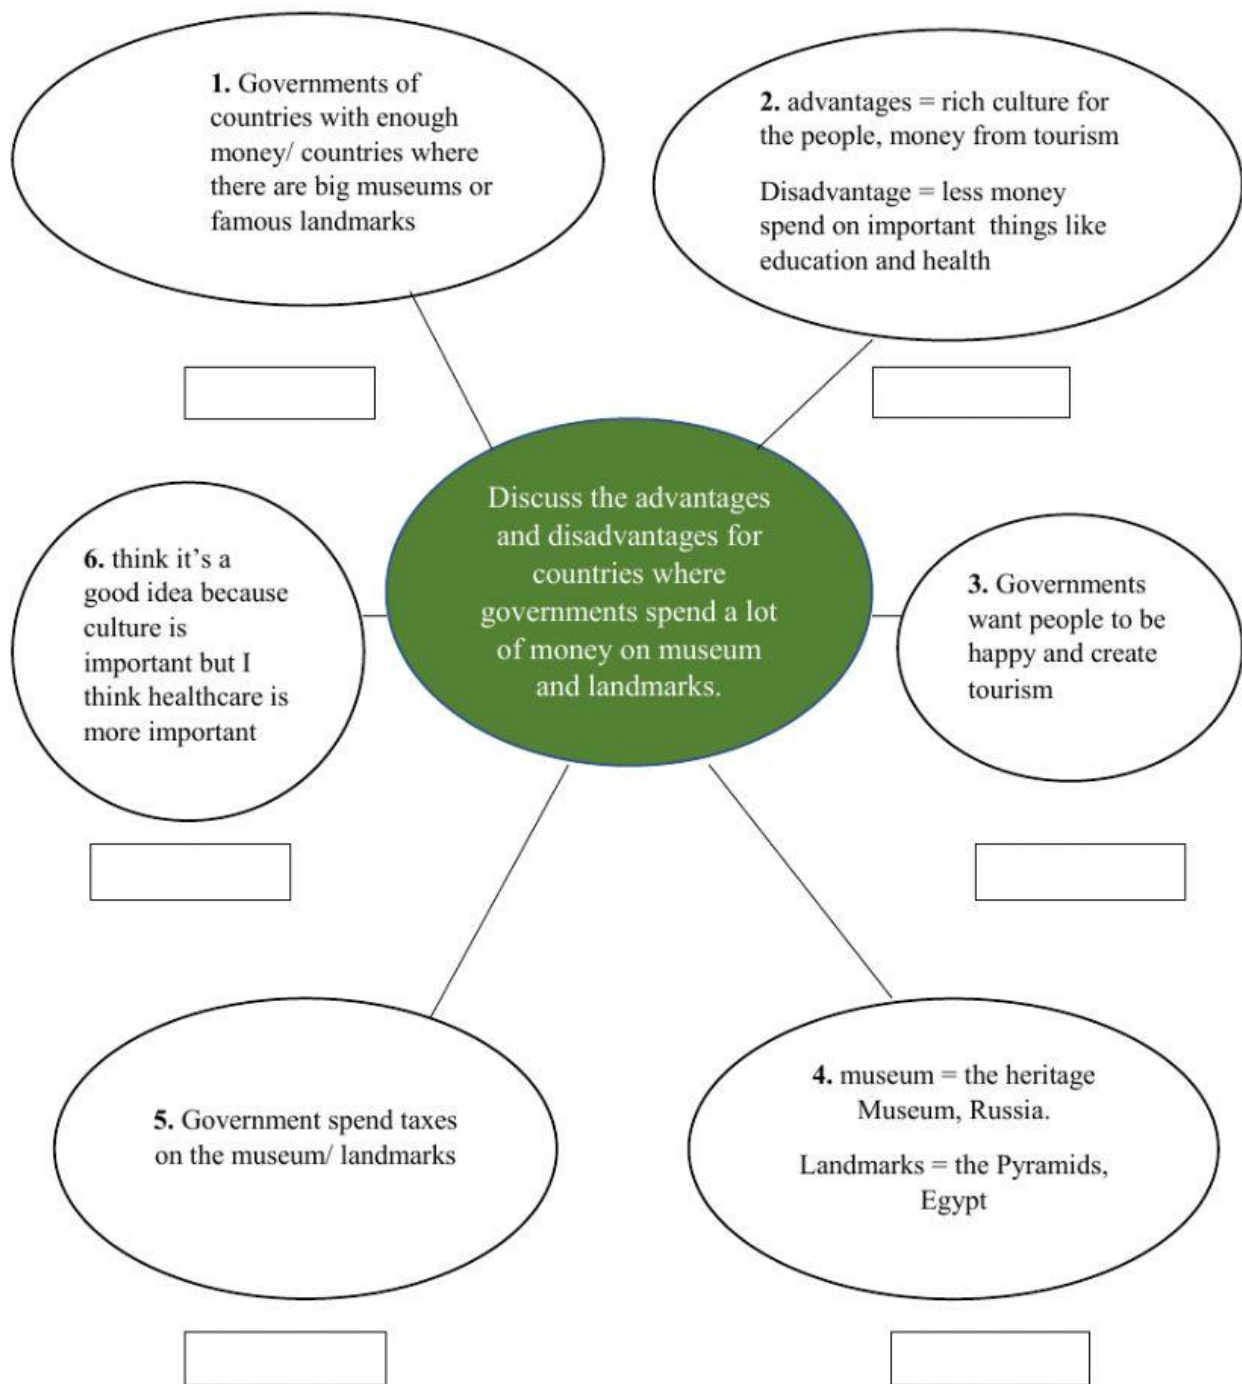 1. Governments of
countries with enough
money/ countries where
there are big museums or
famous landmarks
2. advantages = rich culture for
the people, money from tourism
Disadvantage = less money
spend on important things like
education and health
Discuss the advantages
and disadvantages for
countries where
governments spend a lot
of money on museum
and landmarks.
3. Governments
want people to be
happy and create
tourism
6. think it’s a
good idea because
culture is
important but I
think healthcare is
more important
5. Government spend taxes
on the museum/ landmarks
4. museum = the heritage
Museum, Russia.
Landmarks = the Pyramids,
Egypt